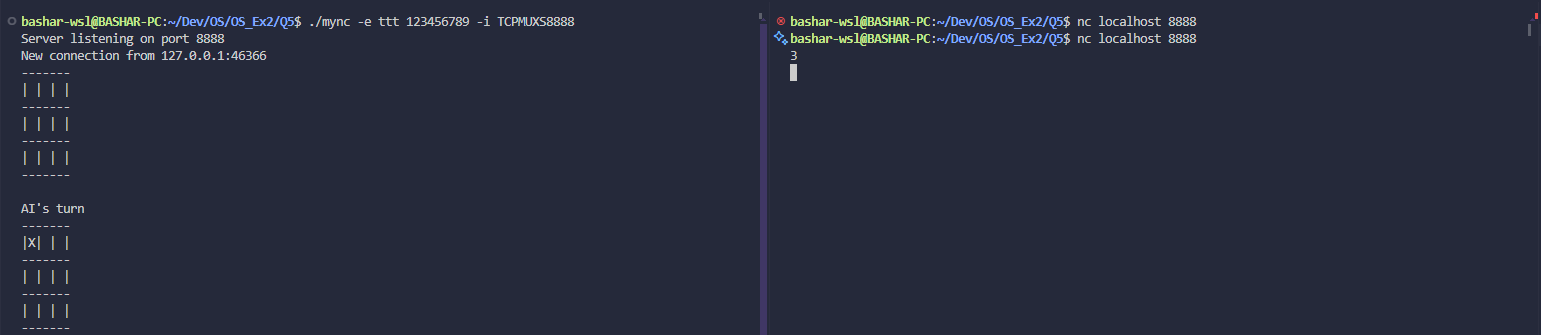 bashar-wsl@BASHAR-PC:~/Dev/OS/OS_Ex2/Q5$ ./mync -e ttt 123456789 -i TCPMUXS8888
Server listening on port 8888
New connection from 127.0.0.1:46366
-------
| | | |
-------
| | | |
-------
| | | |
-------

AI's turn
-------
|X| | |
-------
| | | |
-------
| | | |
-------
bashar-wsl@BASHAR-PC:~/Dev/OS/OS_Ex2/Q5$ nc localhost 8888
bashar-wsl@BASHAR-PC:~/Dev/OS/OS_Ex2/Q5$ nc localhost 8888
3